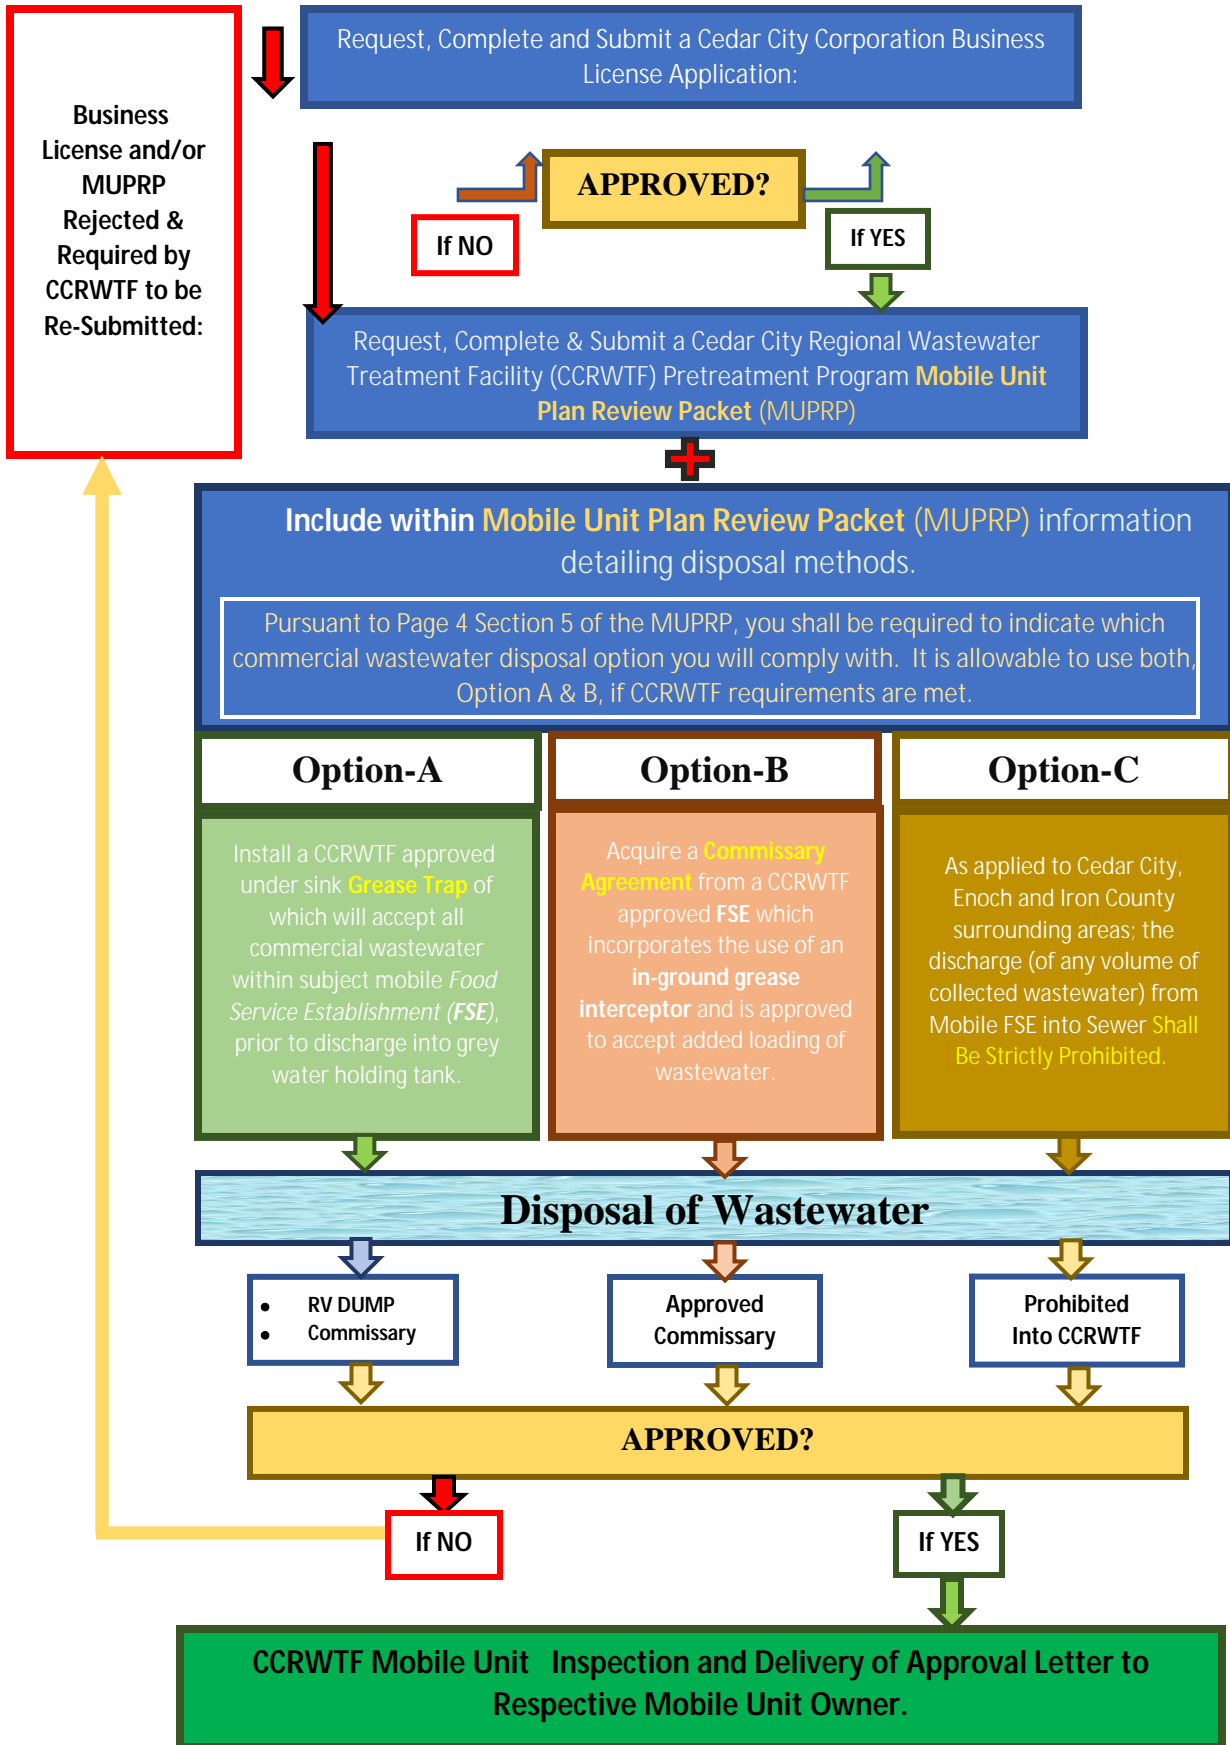 Request, Complete and Submit a Cedar City Corporation Business
License Application:
Business
License and/or
MUPRP
Rejected &
Required by
CCRWTF to be
Re-Submitted:
APPROVED?
If NO
If YES
Request, Complete & Submit a Cedar City Regional Wastewater
Treatment Facility (CCRWTF) Pretreatment Program Mobile Unit
Plan Review Packet (MUPRP)
Include within Mobile Unit Plan Review Packet (MUPRP) information
detailing disposal methods.
Pursuant to Page 4 Section 5 of the MUPRP, you shall be required to indicate which
commercial wastewater disposal option you will comply with. It is allowable to use both,
Option A & B, if CCRWTF requirements are met.
Option-A
Install a CCRWTF approved
under sink Grease Trap of
which will accept all
commercial wastewater
within subject mobile Food
Service Establishment (FSE),
prior to discharge into grey
water holding tank.
Option-B
Acquire a Commissary
Agreement from a CCRWTF
approved FSE which
incorporates the use of an
in-ground grease
interceptor and is approved
to accept added loading of
wastewater.
Option-C
As applied to Cedar City,
Enoch and Iron County
surrounding areas; the
discharge (of any volume of
collected wastewater) from
Mobile FSE into Sewer Shall
Be Strictly Prohibited.
Disposal of Wastewater
• RV DUMP
• Commissary
Approved
Commissary
Prohibited
Into CCRWTF
APPROVED?
If NO
If YES
CCRWTF Mobile Unit Inspection and Delivery of Approval Letter to
Respective Mobile Unit Owner.